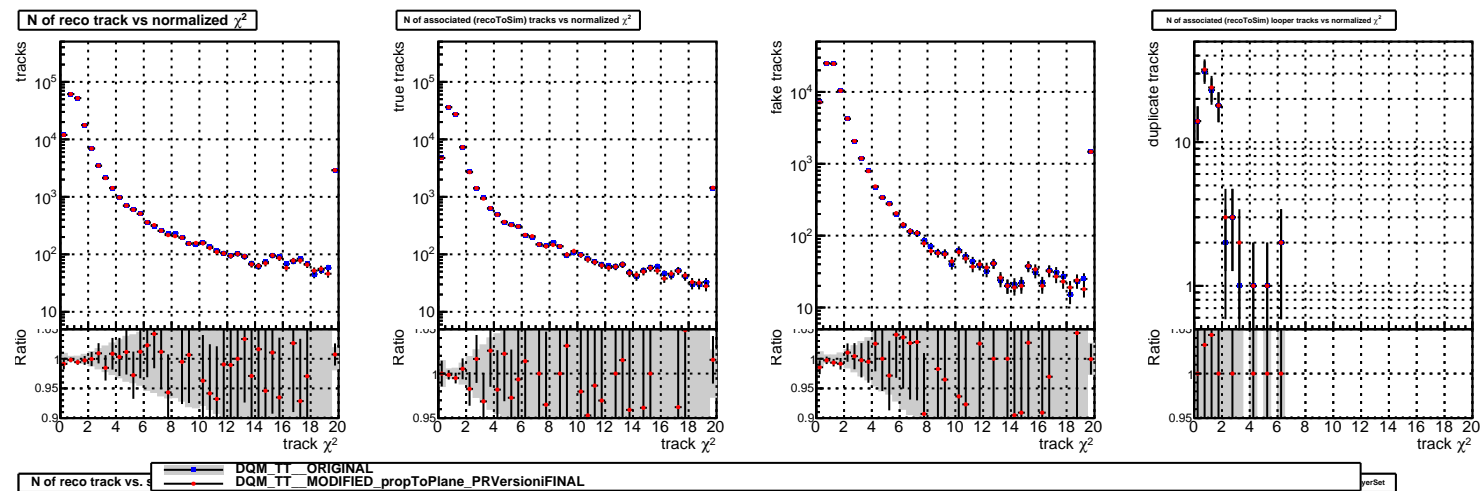 N of reco track vs normalized χ²
N of associated (recoToSim) tracks vs normalized χ²
N of associated (recoToSim) looper tracks vs normalized χ²
tracks
10⁵
10⁴
10³
10²
10
Ratio
1
0.95
0.9
0 2 4 6 8 10 12 14 16 18 20
track χ²
true tracks
10⁵
10⁴
10³
10²
10
Ratio
1
0.95
0 2 4 6 8 10 12 14 16 18 20
track χ²
fake tracks
10⁴
10³
10²
10
Ratio
1
0.95
0.9
0 2 4 6 8 10 12 14 16 18 20
track χ²
duplicate tracks
10
1
Ratio
1
0.95
0 2 4 6 8 10 12 14 16 18 20
track χ²
N of reco track vs.
DQM_TT__ORIGINAL
DQM_TT__MODIFIED_propToPlane_PRVersioniFINAL